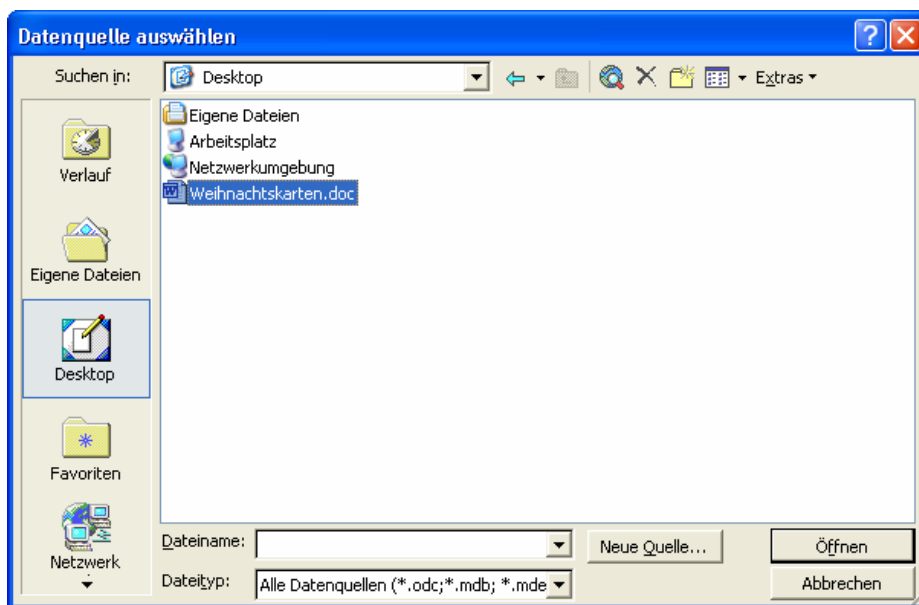 Datenquelle auswählen
Suchen in: Desktop Extras
Verlauf
Eigene Dateien
Desktop
Favoriten
Netzwerk
Eigene Dateien
Arbeitsplatz
Netzwerkumgebung
Weihnachtskarten.doc
Dateiname: Neue Quelle... Öffnen
Dateityp: Alle Datenquellen (*.odc;*.mdb; *.mde Abbrechen